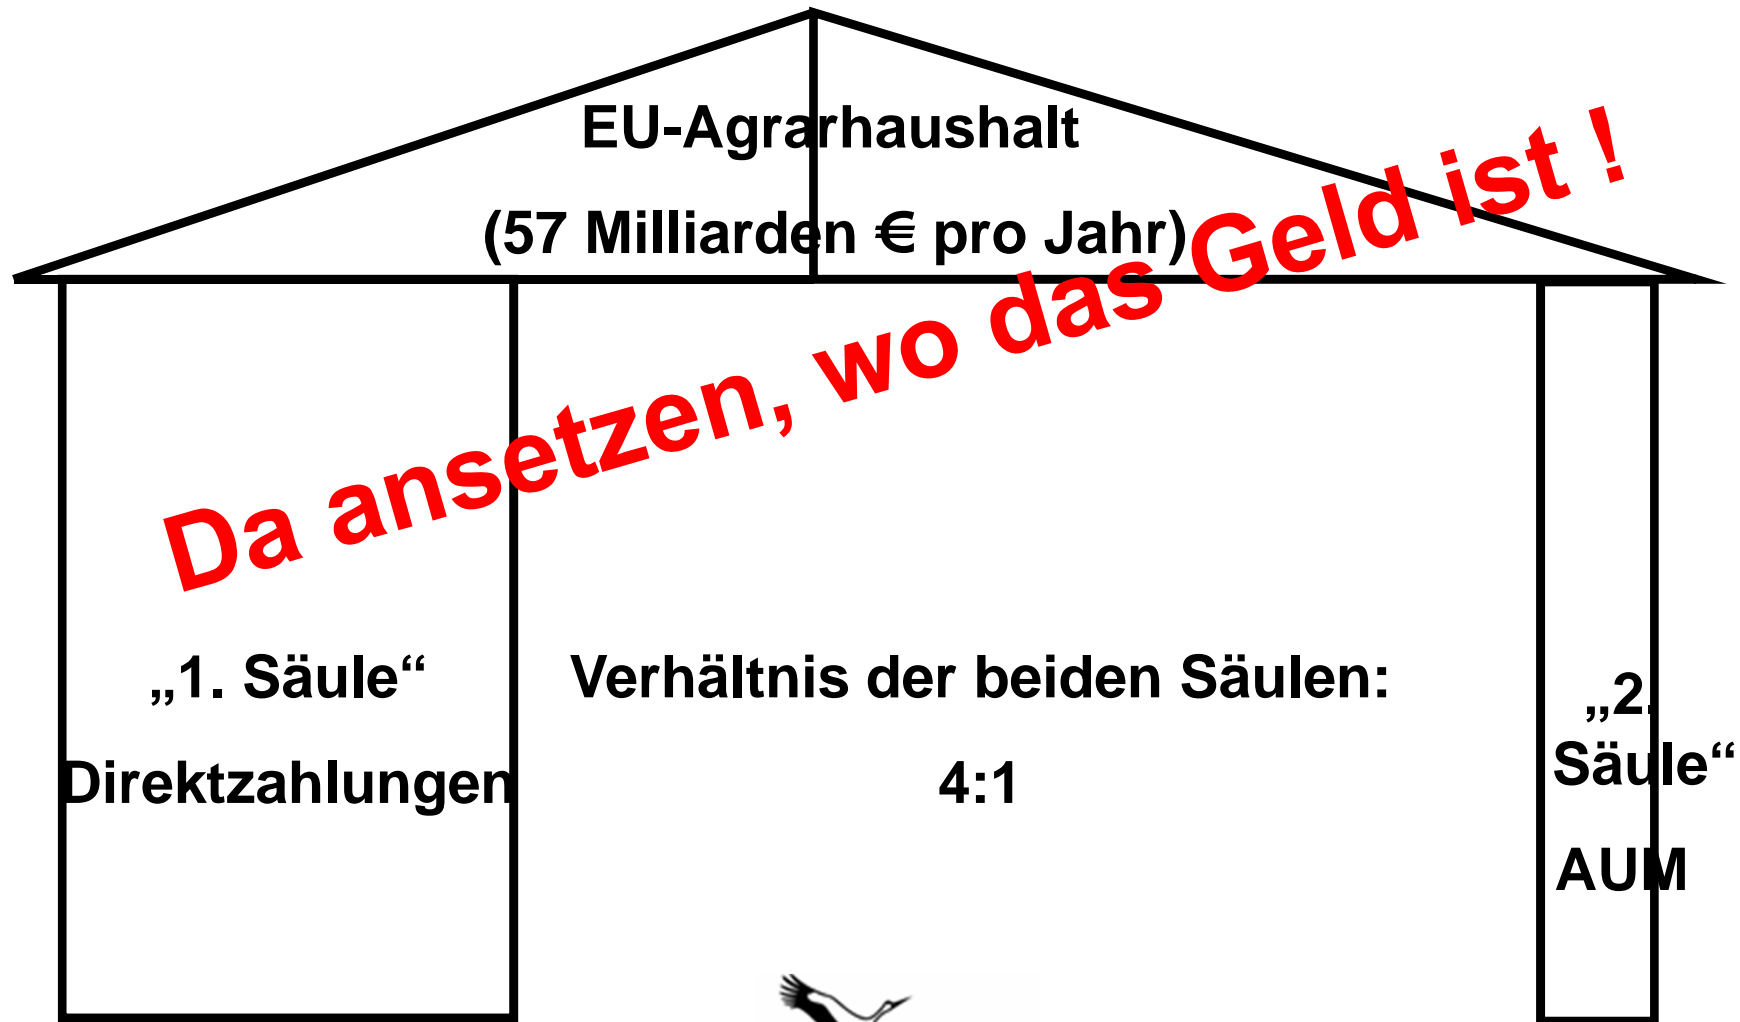 EU-Agrarhaushalt
(57 Milliarden € pro Jahr)
Da ansetzen, wo das Geld ist !
„1. Säule“
Direktzahlungen
Verhältnis der beiden Säulen:
4:1
„2.
Säule“
AUM